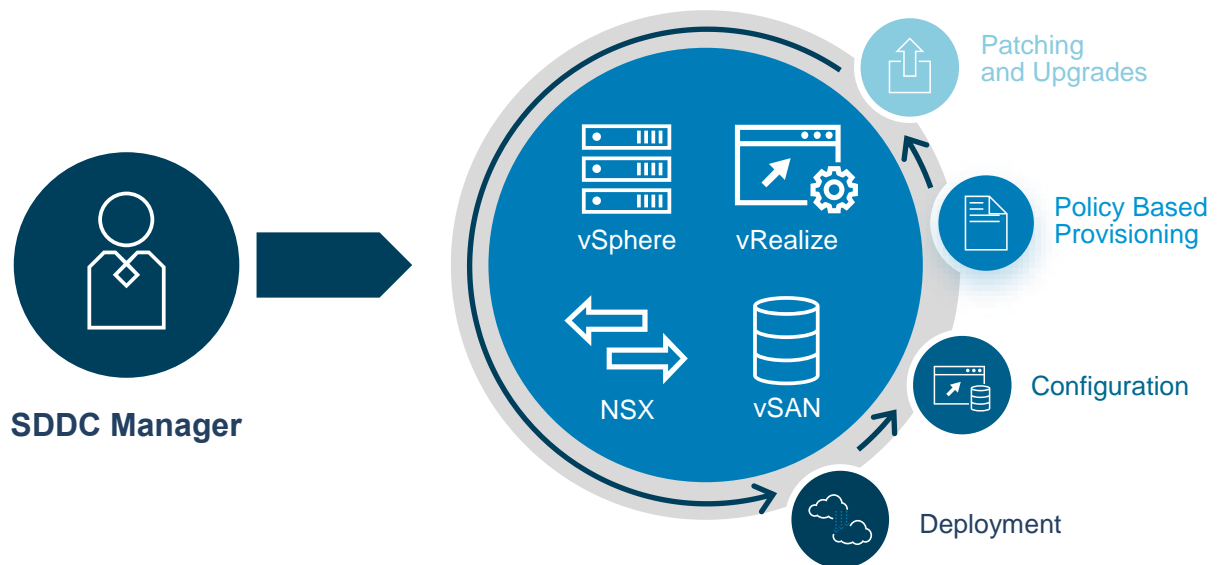 Patching
and Upgrades
vSphere
vRealize
Policy Based
Provisioning
NSX
vSAN
Configuration
SDDC Manager
Deployment